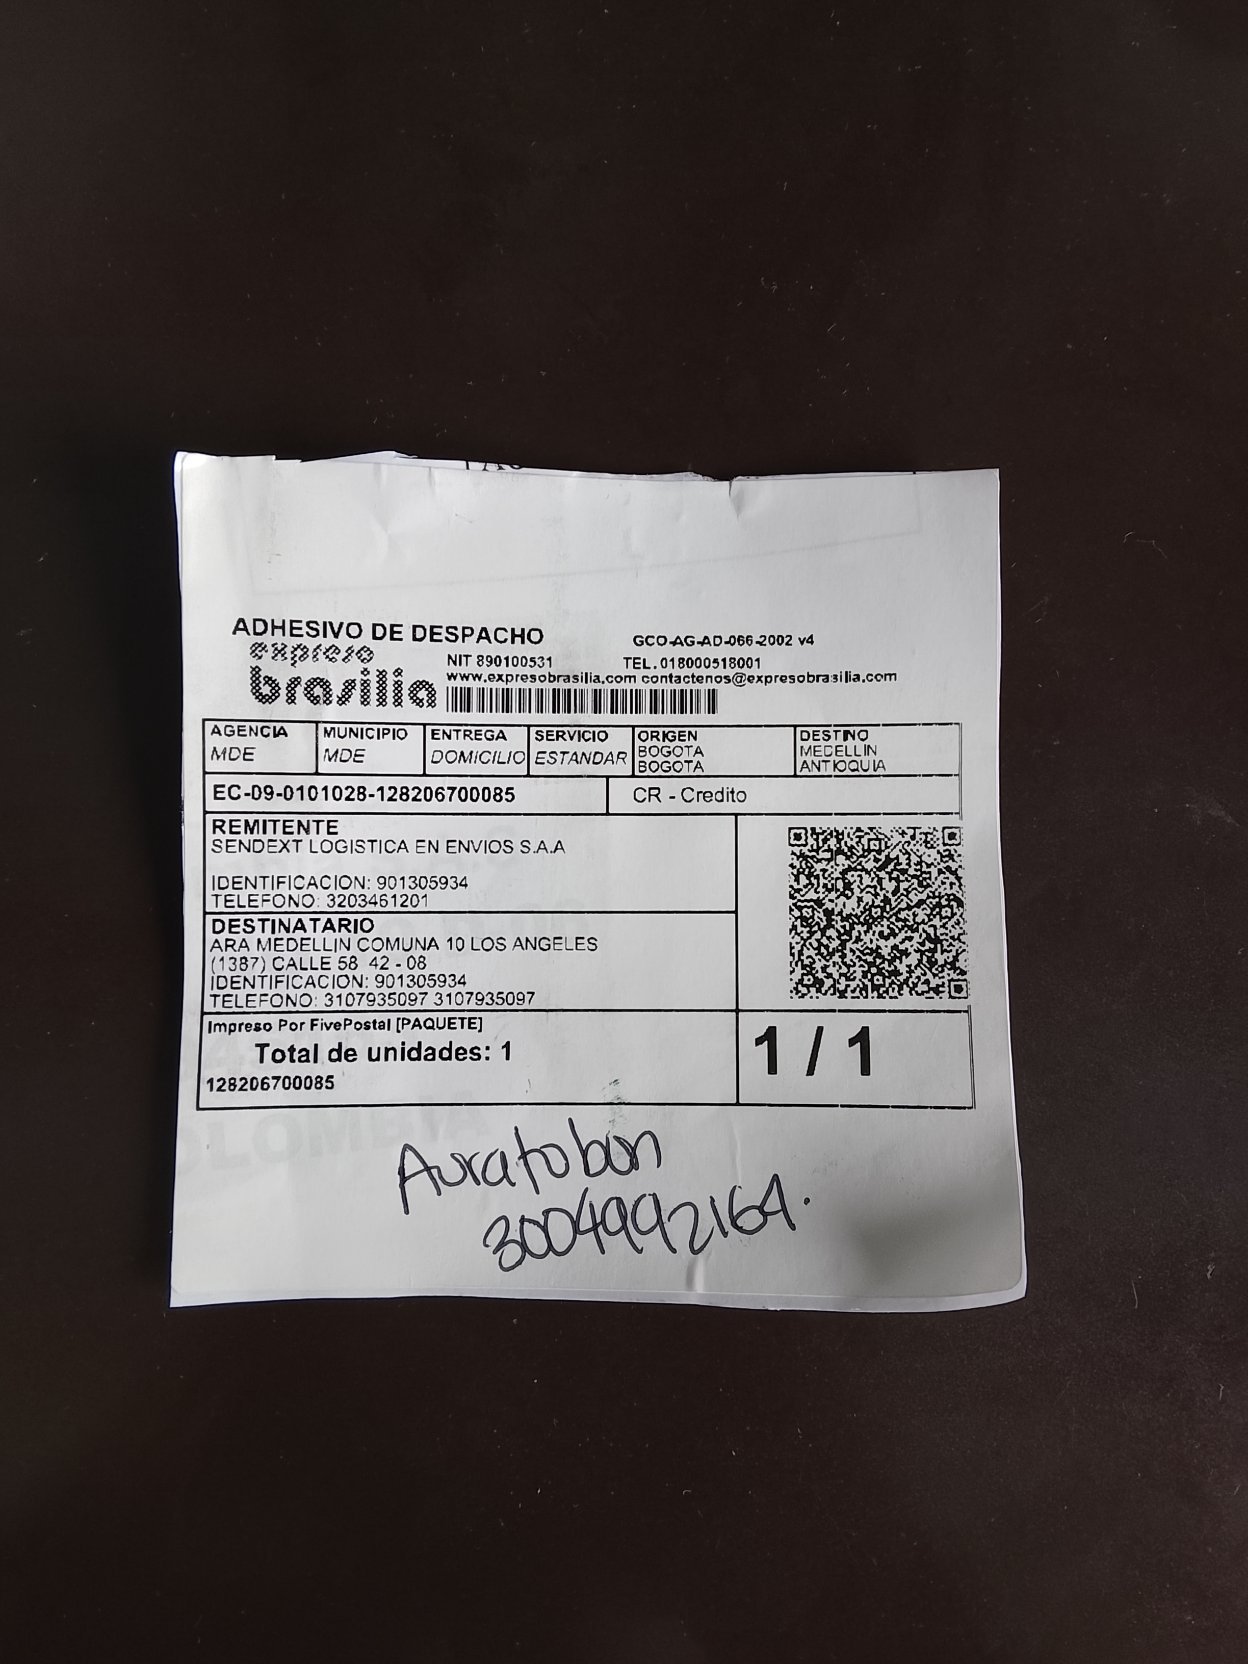 ADHESIVO DE DESPACHO
GCO-AG-AD-066-2002 v4
expreso
brasilia
NIT 890100531
TEL. 018000518001
www.expresobrasilia.com contactenos@expresobrasilia.com
AGENCIA MUNICIPIO ENTREGA SERVICIO ORIGEN DESTINO
MDE MDE DOMICILIO ESTANDAR BOGOTA MEDELLIN
BOGOTA ANTIOQUIA
EC-09-0101028-128206700085 CR - Credito
REMITENTE
SENDEXT LOGISTICA EN ENVIOS S.A.A
IDENTIFICACION: 901305934
TELEFONO: 3203461201
DESTINATARIO
ARA MEDELLIN COMUNA 10 LOS ANGELES
(1387) CALLE 58 42 - 08
IDENTIFICACION: 901305934
TELEFONO: 3107935097 3107935097
Impreso Por FivePostal [PAQUETE]
Total de unidades: 1
128206700085
1 / 1
Auratobon
3004992164.